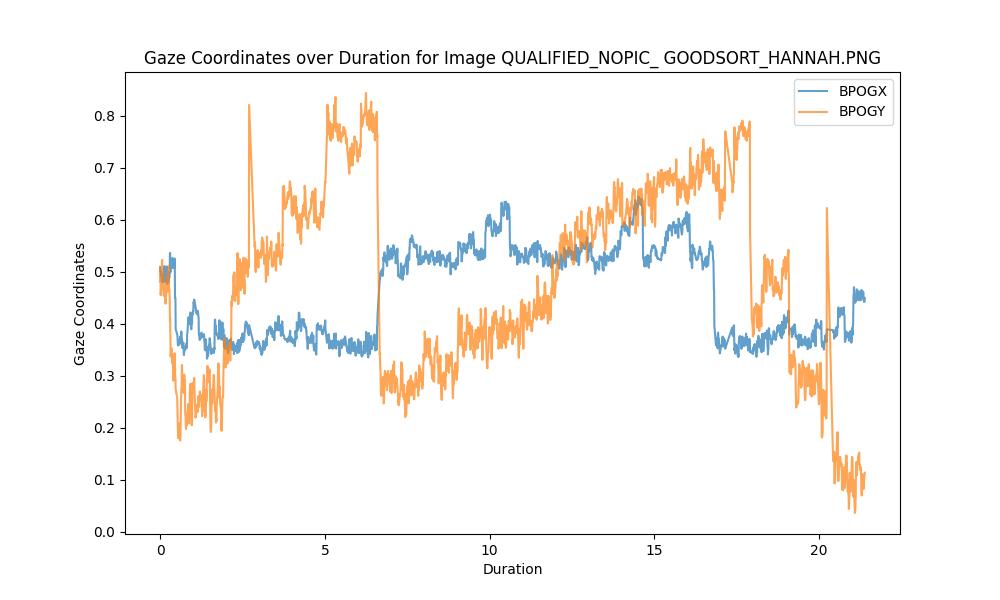 Gaze Coordinates over Duration for Image QUALIFIED_NOPIC_ GOODSORT_HANNAH.PNG
BPOGX
BPOGY
Gaze Coordinates
0.8
0.7
0.6
0.5
0.4
0.3
0.2
0.1
0.0
0 5 10 15 20
Duration